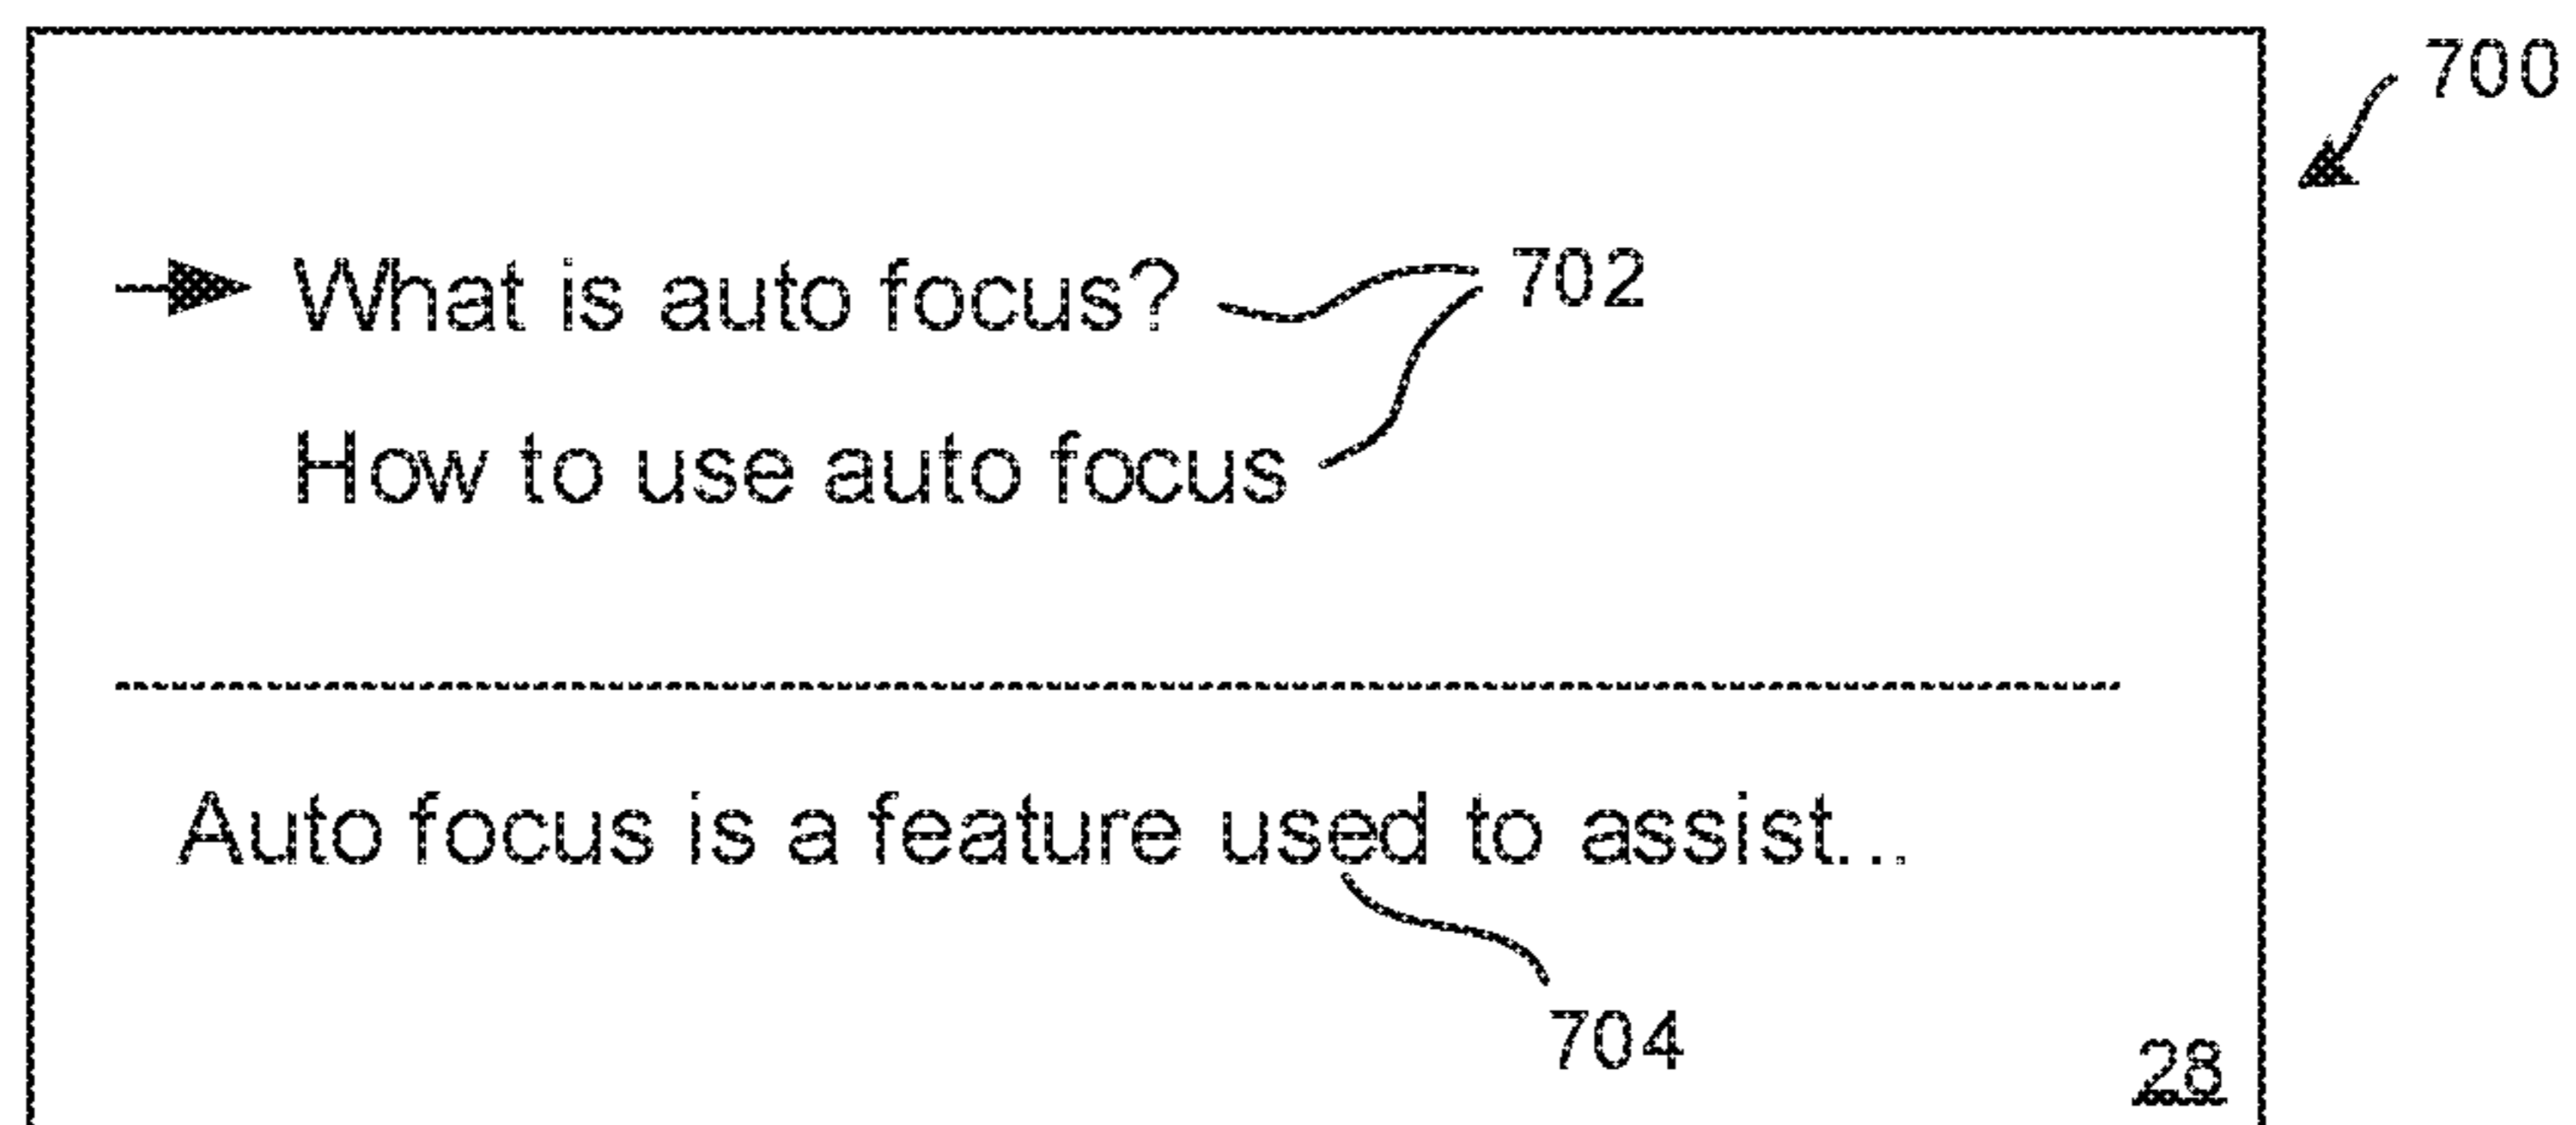 700
What is auto focus? 702
How to use auto focus
Auto focus is a feature used to assist...
704
28